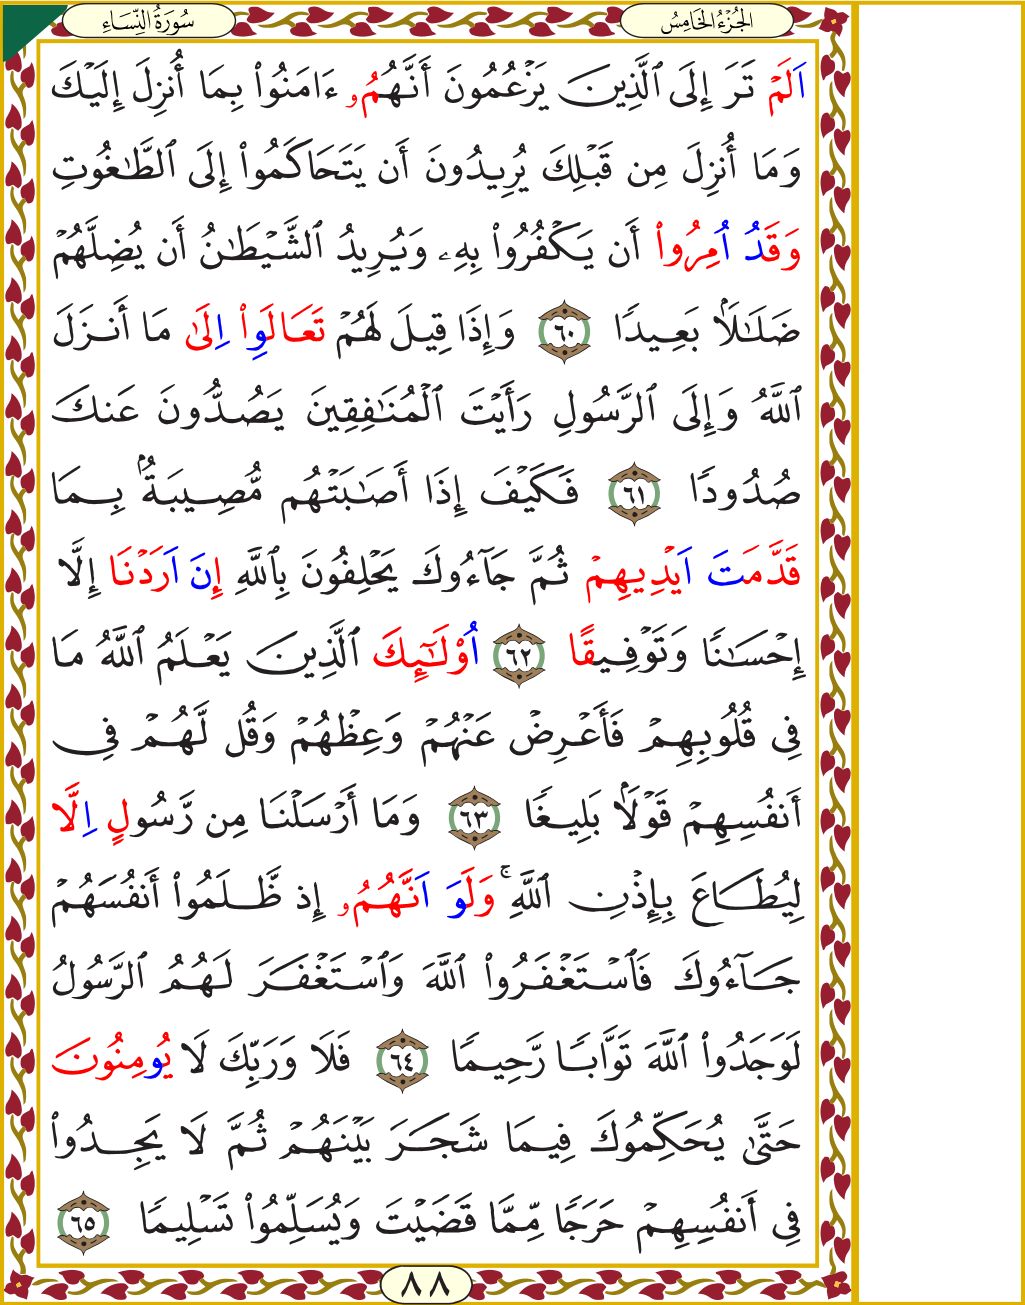 الجُزْءُ الخَامِسُ
سُورَةُ النِّسَاءِ
اَلَمْ تَرَ إِلَى ٱلَّذِينَ يَزْعُمُونَ أَنَّهُمُۥ ءَامَنُوا۟ بِمَا أُنزِلَ إِلَيْكَ
وَمَا أُنزِلَ مِن قَبْلِكَ يُرِيدُونَ أَن يَتَحَاكَمُوا۟ إِلَى ٱلطَّٰغُوتِ
وَقَدُ اُمِرُوا۟ أَن يَكْفُرُوا۟ بِهِۦ وَيُرِيدُ ٱلشَّيْطَٰنُ أَن يُضِلَّهُمْ
ضَلَٰلَۢا بَعِيدًا ٦٠ وَإِذَا قِيلَ لَهُمْ تَعَالَوِا۟ اِلَىٰ مَا أَنزَلَ
ٱللَّهُ وَإِلَى ٱلرَّسُولِ رَأَيْتَ ٱلْمُنَٰفِقِينَ يَصُدُّونَ عَنكَ
صُدُودًا ٦١ فَكَيْفَ إِذَا أَصَٰبَتْهُم مُّصِيبَةُۢ بِمَا
قَدَّمَتَ اَيْدِيهِمْ ثُمَّ جَآءُوكَ يَحْلِفُونَ بِٱللَّهِ إِنَ اَرَدْنَا إِلَّا
إِحْسَٰنًا وَتَوْفِيقًا ٦٢ اُو۟لَٰٓئِكَ ٱلَّذِينَ يَعْلَمُ ٱللَّهُ مَا
فِى قُلُوبِهِمْ فَأَعْرِضْ عَنْهُمْ وَعِظْهُمْ وَقُل لَّهُمْ فِى
أَنفُسِهِمْ قَوْلَۢا بَلِيغًا ٦٣ وَمَا أَرْسَلْنَا مِن رَّسُولٍ اِلَّا
لِيُطَاعَ بِإِذْنِ ٱللَّهِۚ وَلَوَ اَنَّهُمُۥ إِذ ظَّلَمُوا۟ أَنفُسَهُمْ
جَآءُوكَ فَٱسْتَغْفَرُوا۟ ٱللَّهَ وَٱسْتَغْفَرَ لَهُمُ ٱلرَّسُولُ
لَوَجَدُوا۟ ٱللَّهَ تَوَّابًا رَّحِيمًا ٦٤ فَلَا وَرَبِّكَ لَا يُومِنُونَ
حَتَّىٰ يُحَكِّمُوكَ فِيمَا شَجَرَ بَيْنَهُمْ ثُمَّ لَا يَجِدُوا۟
فِى أَنفُسِهِمْ حَرَجًا مِّمَّا قَضَيْتَ وَيُسَلِّمُوا۟ تَسْلِيمًا ٦٥
٨٨